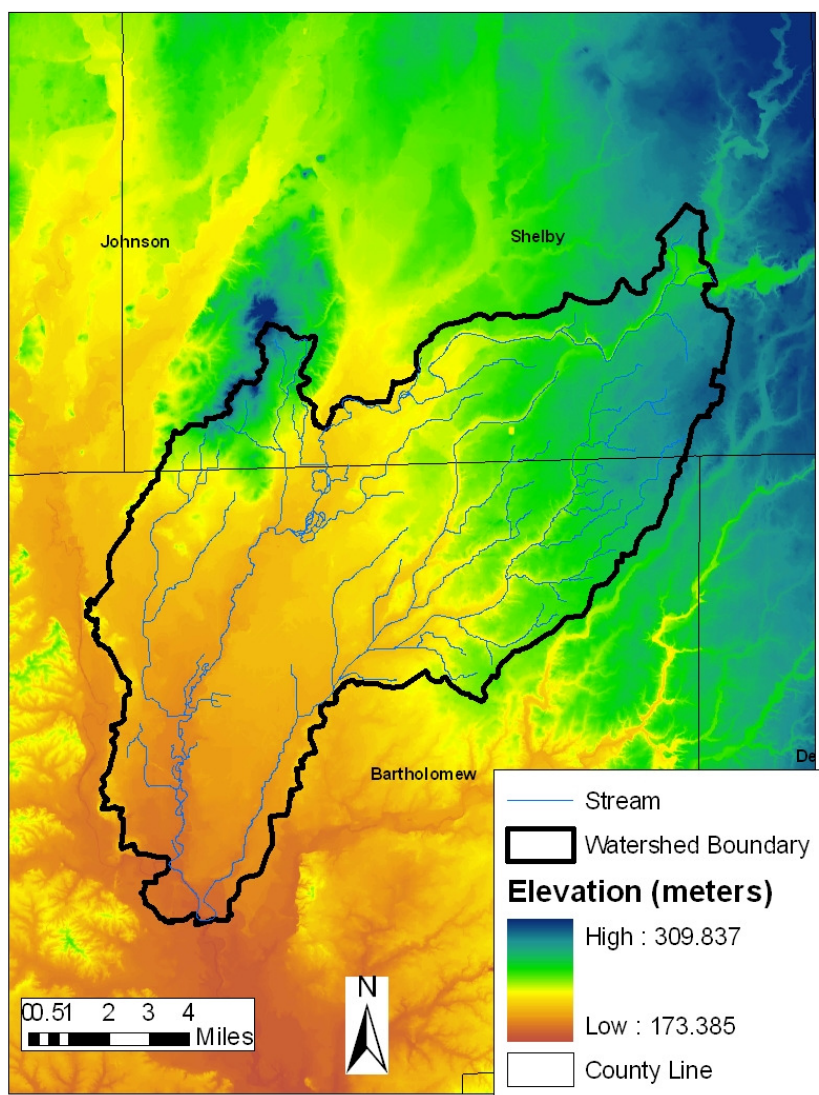 Johnson
Shelby
Bartholomew
De
Stream
Watershed Boundary
Elevation (meters)
High : 309.837
Low : 173.385
County Line
00.51 2 3 4
Miles
N